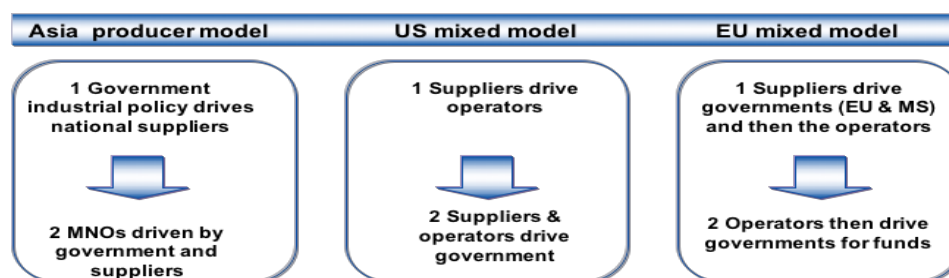 Asia producer model
US mixed model
EU mixed model
1 Government
industrial policy drives
national suppliers
2 MNOs driven by
government and
suppliers
1 Suppliers drive
operators
2 Suppliers &
operators drive
government
1 Suppliers drive
governments (EU & MS)
and then the operators
2 Operators then drive
governments for funds